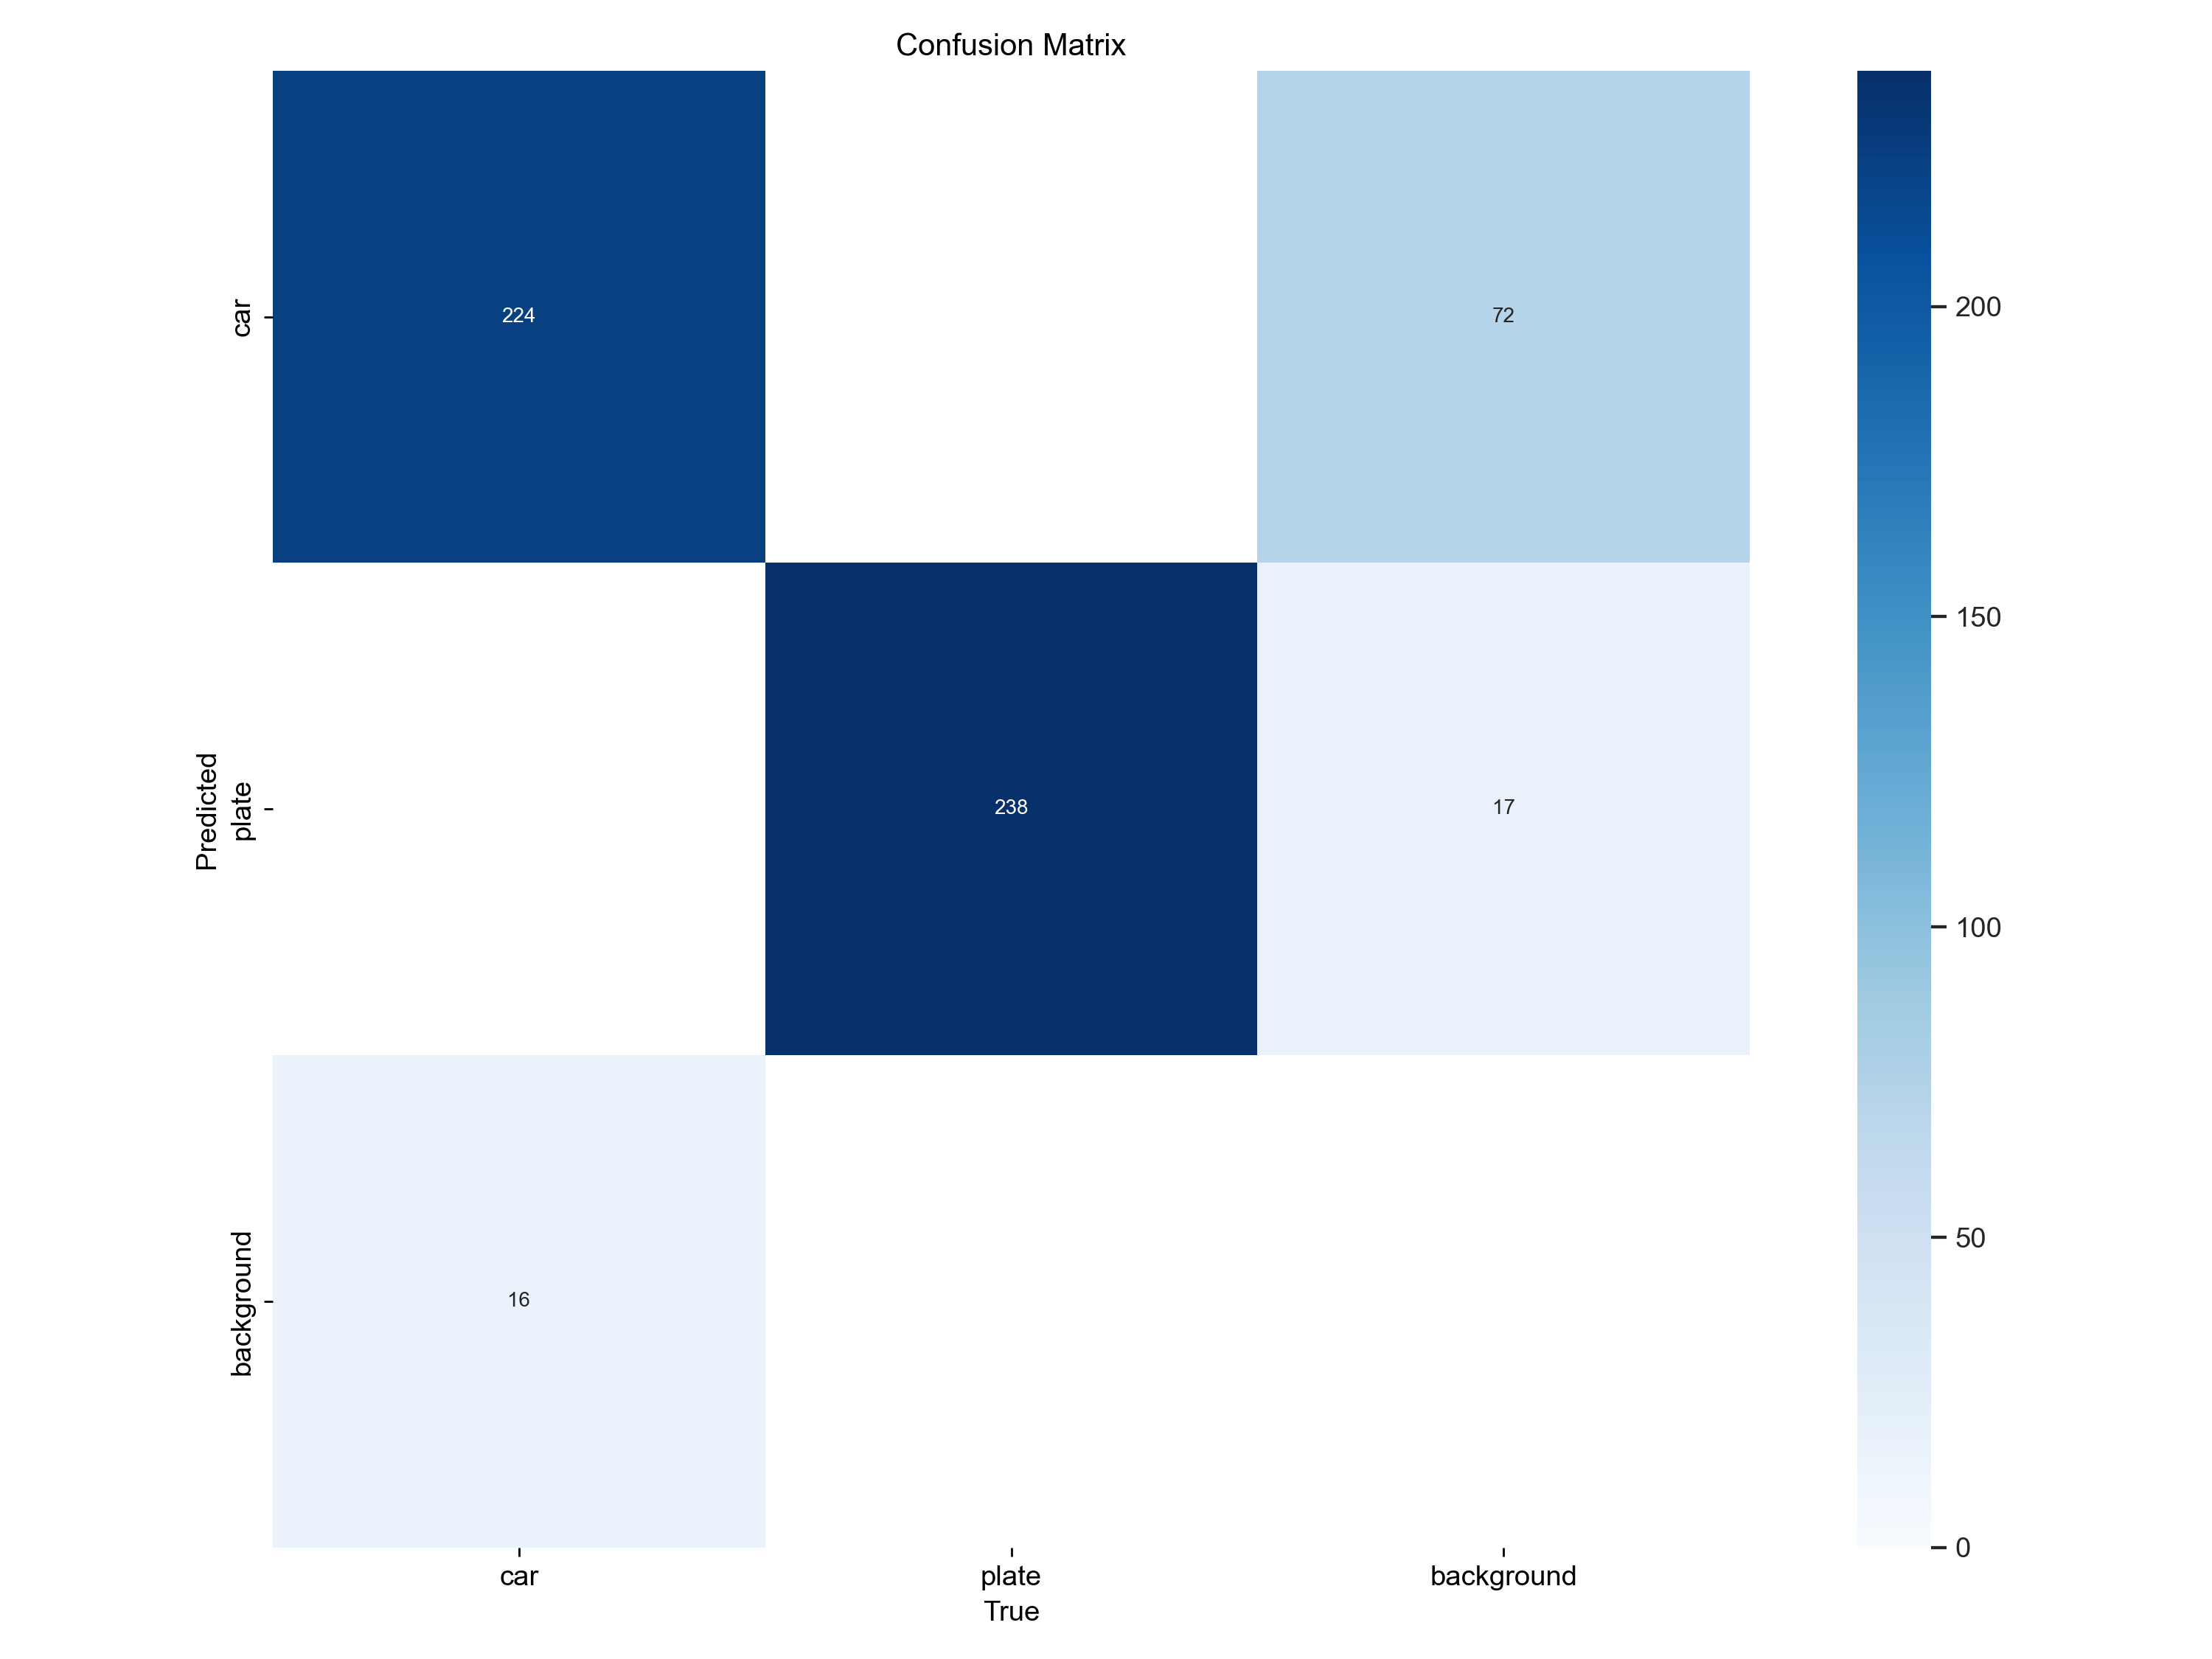 Confusion Matrix
car
224
72
200
150
Predicted
plate
238
17
100
background
16
50
0
car
plate
background
True